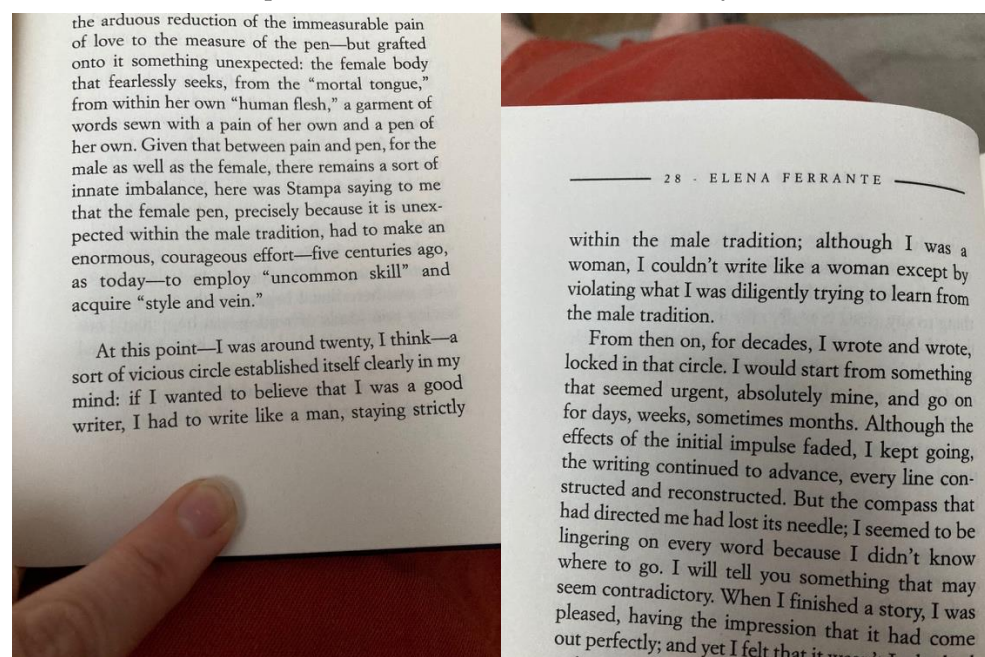 the arduous reduction of the immeasurable pain
of love to the measure of the pen—but grafted
onto it something unexpected: the female body
that fearlessly seeks, from the “mortal tongue,”
from within her own “human flesh,” a garment of
words sewn with a pain of her own and a pen of
her own. Given that between pain and pen, for the
male as well as the female, there remains a sort of
innate imbalance, here was Stampa saying to me
that the female pen, precisely because it is unex-
pected within the male tradition, had to make an
enormous, courageous effort—five centuries ago,
as today—to employ “uncommon skill” and
acquire “style and vein.”
At this point—I was around twenty, I think—a
sort of vicious circle established itself clearly in my
mind: if I wanted to believe that I was a good
writer, I had to write like a man, staying strictly
28 . ELENA FERRANTE
within the male tradition; although I was a
woman, I couldn’t write like a woman except by
violating what I was diligently trying to learn from
the male tradition.
From then on, for decades, I wrote and wrote,
locked in that circle. I would start from something
that seemed urgent, absolutely mine, and go on
for days, weeks, sometimes months. Although the
effects of the initial impulse faded, I kept going,
the writing continued to advance, every line con-
structed and reconstructed. But the compass that
had directed me had lost its needle; I seemed to be
lingering on every word because I didn’t know
where to go. I will tell you something that may
seem contradictory. When I finished a story, I was
pleased, having the impression that it had come
out perfectly; and yet I felt that it